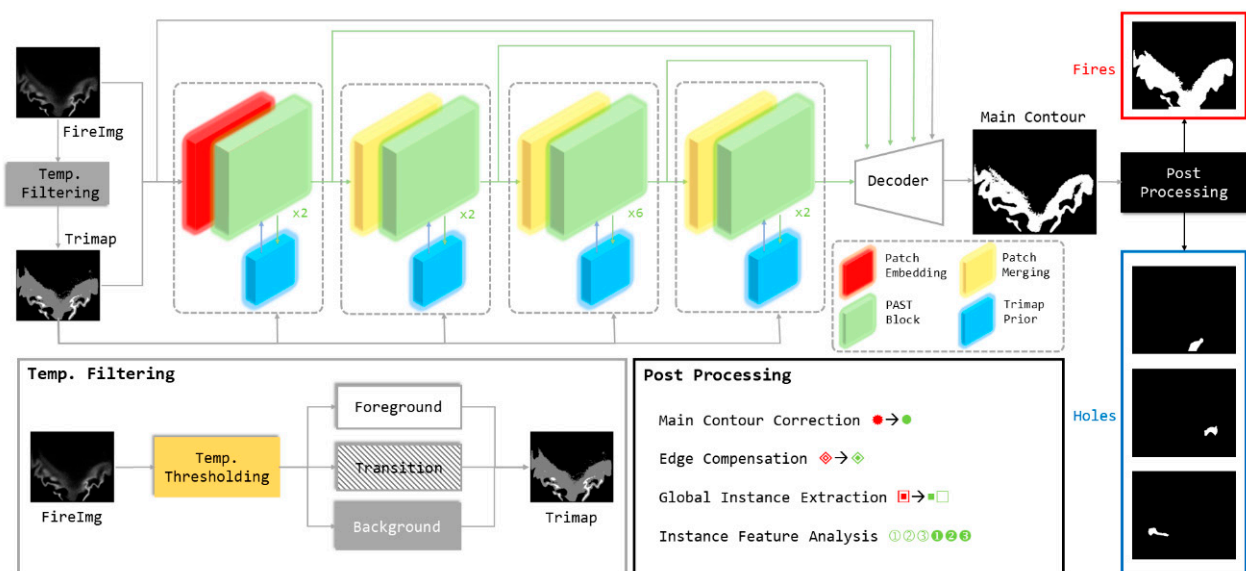 FireImg
Temp.
Filtering
Trimap
x2
x2
x6
x2
Decoder
Main Contour
Fires
Post
Processing
Holes
Patch
Embedding
Patch
Merging
PAST
Block
Trimap
Prior
Temp. Filtering
FireImg
Temp.
Thresholding
Foreground
Transition
Background
Trimap
Post Processing
Main Contour Correction ●→●
Edge Compensation ◈→◈
Global Instance Extraction ▣→▪□
Instance Feature Analysis ①②③❶❷❸